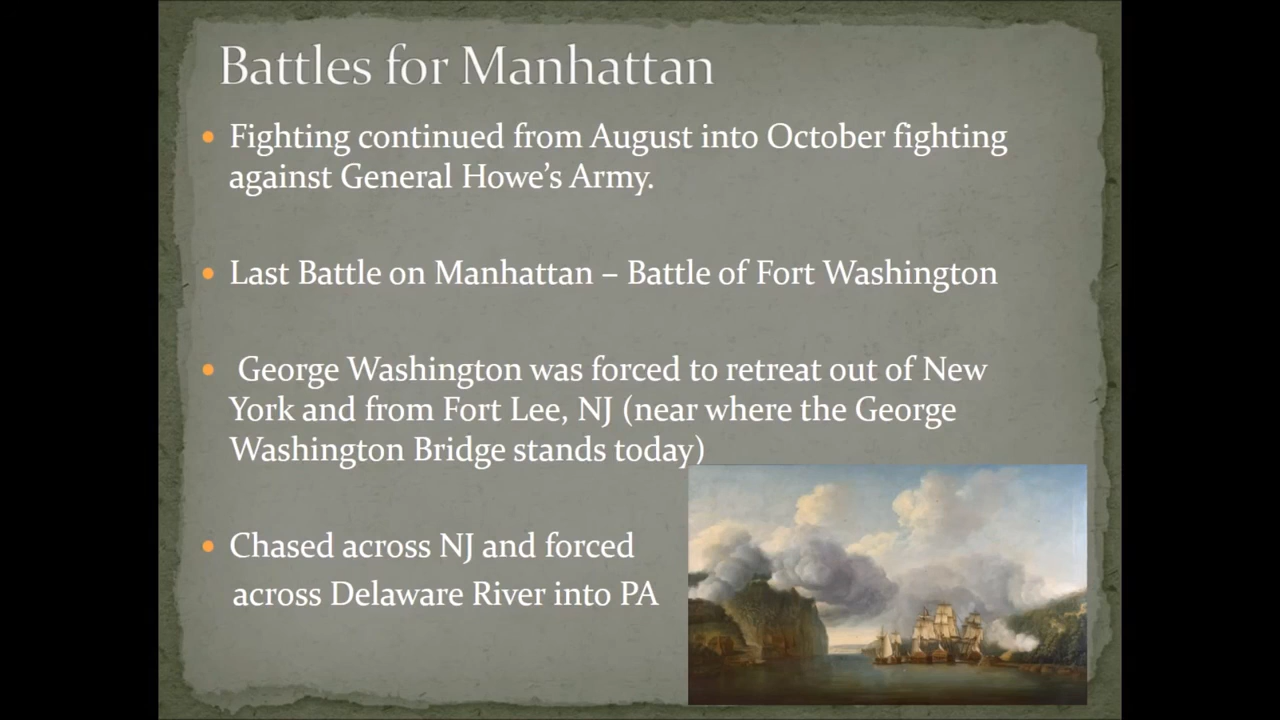 Battles for Manhattan
• Fighting continued from August into October fighting
against General Howe’s Army.
• Last Battle on Manhattan – Battle of Fort Washington
• George Washington was forced to retreat out of New
York and from Fort Lee, NJ (near where the George
Washington Bridge stands today)
• Chased across NJ and forced
across Delaware River into PA